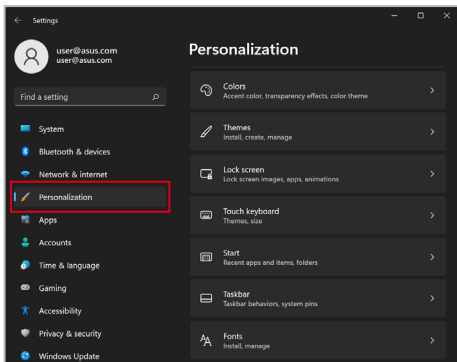 Settings
user@asus.com
user@asus.com
Find a setting
System
Bluetooth & devices
Network & internet
Personalization
Apps
Accounts
Time & language
Gaming
Accessibility
Privacy & security
Windows Update
Personalization
Colors
Accent color, transparency effects, color theme
Themes
Install, create, manage
Lock screen
Lock screen images, apps, animations
Touch keyboard
Themes, size
Start
Recent apps and items, folders
Taskbar
Taskbar behaviors, system pins
Fonts
Install, manage